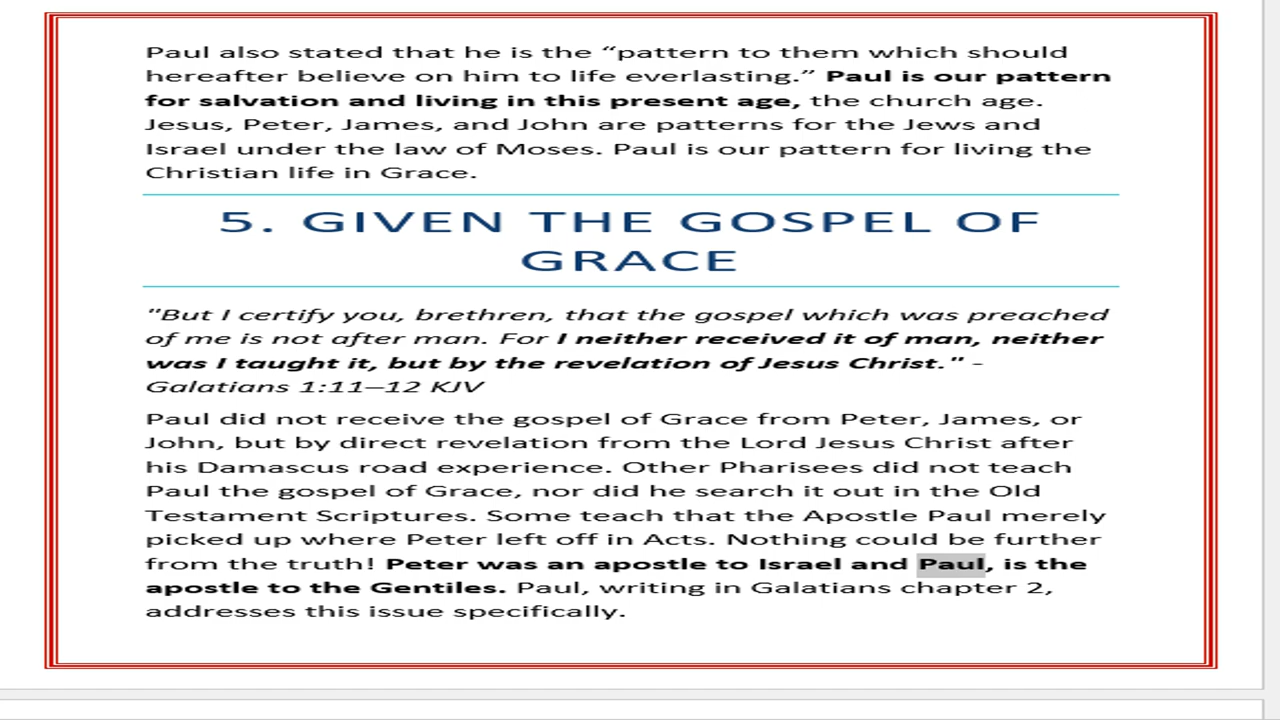 Paul also stated that he is the “pattern to them which should
hereafter believe on him to life everlasting.” Paul is our pattern
for salvation and living in this present age, the church age.
Jesus, Peter, James, and John are patterns for the Jews and
Israel under the law of Moses. Paul is our pattern for living the
Christian life in Grace.
5. GIVEN THE GOSPEL OF
GRACE
"But I certify you, brethren, that the gospel which was preached
of me is not after man. For I neither received it of man, neither
was I taught it, but by the revelation of Jesus Christ." -
Galatians 1:11–12 KJV
Paul did not receive the gospel of Grace from Peter, James, or
John, but by direct revelation from the Lord Jesus Christ after
his Damascus road experience. Other Pharisees did not teach
Paul the gospel of Grace, nor did he search it out in the Old
Testament Scriptures. Some teach that the Apostle Paul merely
picked up where Peter left off in Acts. Nothing could be further
from the truth! Peter was an apostle to Israel and Paul, is the
apostle to the Gentiles. Paul, writing in Galatians chapter 2,
addresses this issue specifically.